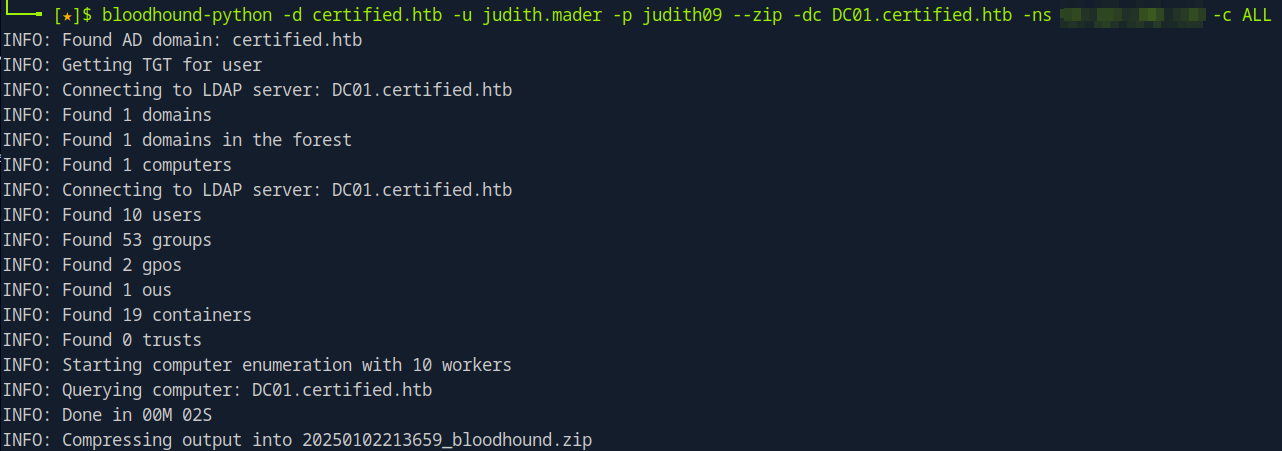 [★]$ bloodhound-python -d certified.htb -u judith.mader -p judith09 --zip -dc DC01.certified.htb -ns -c ALL
INFO: Found AD domain: certified.htb
INFO: Getting TGT for user
INFO: Connecting to LDAP server: DC01.certified.htb
INFO: Found 1 domains
INFO: Found 1 domains in the forest
INFO: Found 1 computers
INFO: Connecting to LDAP server: DC01.certified.htb
INFO: Found 10 users
INFO: Found 53 groups
INFO: Found 2 gpos
INFO: Found 1 ous
INFO: Found 19 containers
INFO: Found 0 trusts
INFO: Starting computer enumeration with 10 workers
INFO: Querying computer: DC01.certified.htb
INFO: Done in 00M 02S
INFO: Compressing output into 20250102213659_bloodhound.zip